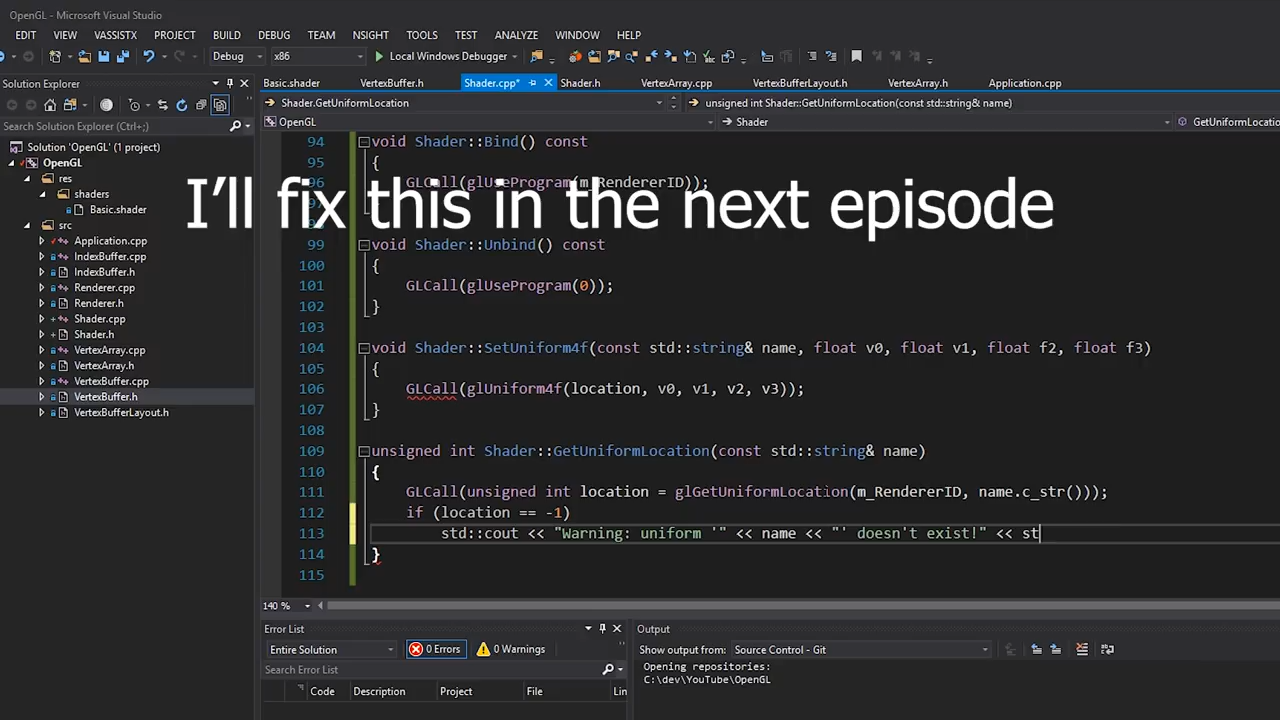 OpenGL - Microsoft Visual Studio
EDIT VIEW VASSISTX PROJECT BUILD DEBUG TEAM NSIGHT TOOLS TEST ANALYZE WINDOW HELP
Debug x86 Local Windows Debugger
Solution Explorer
Search Solution Explorer (Ctrl+;)
Solution 'OpenGL' (1 project)
OpenGL
res
shaders
Basic.shader
src
Application.cpp
IndexBuffer.cpp
IndexBuffer.h
Renderer.cpp
Renderer.h
Shader.cpp
Shader.h
VertexArray.cpp
VertexArray.h
VertexBuffer.cpp
VertexBuffer.h
VertexBufferLayout.h
Basic.shader VertexBuffer.h Shader.cpp* Shader.h VertexArray.cpp VertexBufferLayout.h VertexArray.h Application.cpp
Shader.GetUniformLocation unsigned int Shader::GetUniformLocation(const std::string& name)
OpenGL Shader GetUniformLocatio
94 void Shader::Bind() const
95 {
96 GLCall(glUseProgram(m_RendererID));
I'll fix this in the next episode
99 void Shader::Unbind() const
100 {
101 GLCall(glUseProgram(0));
102 }
103
104 void Shader::SetUniform4f(const std::string& name, float v0, float v1, float f2, float f3)
105 {
106 GLCall(glUniform4f(location, v0, v1, v2, v3));
107 }
108
109 unsigned int Shader::GetUniformLocation(const std::string& name)
110 {
111 GLCall(unsigned int location = glGetUniformLocation(m_RendererID, name.c_str()));
112 if (location == -1)
113 std::cout << "Warning: uniform '" << name << "' doesn't exist!" << st
114 }
115
140 %
Error List
Entire Solution 0 Errors 0 Warnings
Search Error List
Code Description Project File Lin
Output
Show output from: Source Control - Git
Opening repositories:
C:\dev\YouTube\OpenGL